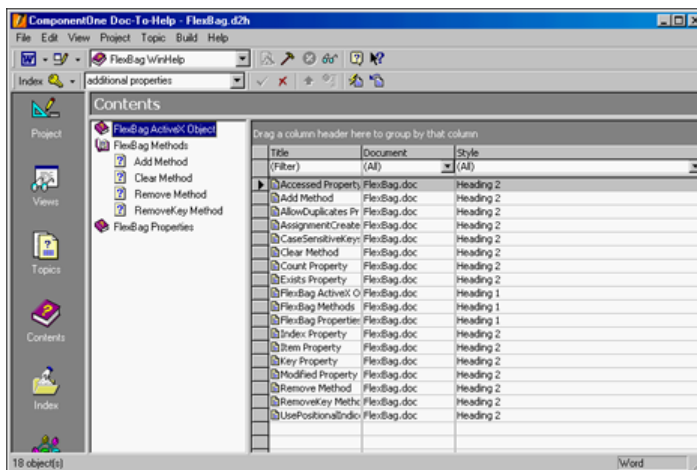 ComponentOne Doc-To-Help - FlexBag.d2h
File Edit View Project Topic Build Help
FlexBag WinHelp
Index additional properties
Contents
Project
Views
Topics
Contents
Index
FlexBag ActiveX Object
FlexBag Methods
Add Method
Clear Method
Remove Method
RemoveKey Method
FlexBag Properties
Drag a column header here to group by that column
Title Document Style
(Filter) (All) (All)
Accessed Property FlexBag.doc Heading 2
Add Method FlexBag.doc Heading 2
AllowDuplicates Pr FlexBag.doc Heading 2
AssignmentCreate FlexBag.doc Heading 2
CaseSensitiveKey: FlexBag.doc Heading 2
Clear Method FlexBag.doc Heading 2
Count Property FlexBag.doc Heading 2
Exists Property FlexBag.doc Heading 2
FlexBag ActiveX O FlexBag.doc Heading 1
FlexBag Methods FlexBag.doc Heading 1
FlexBag Propertie: FlexBag.doc Heading 1
Index Property FlexBag.doc Heading 2
Item Property FlexBag.doc Heading 2
Key Property FlexBag.doc Heading 2
Modified Property FlexBag.doc Heading 2
Remove Method FlexBag.doc Heading 2
RemoveKey Methc FlexBag.doc Heading 2
UsePositionalIndic FlexBag.doc Heading 2
18 object(s) Word